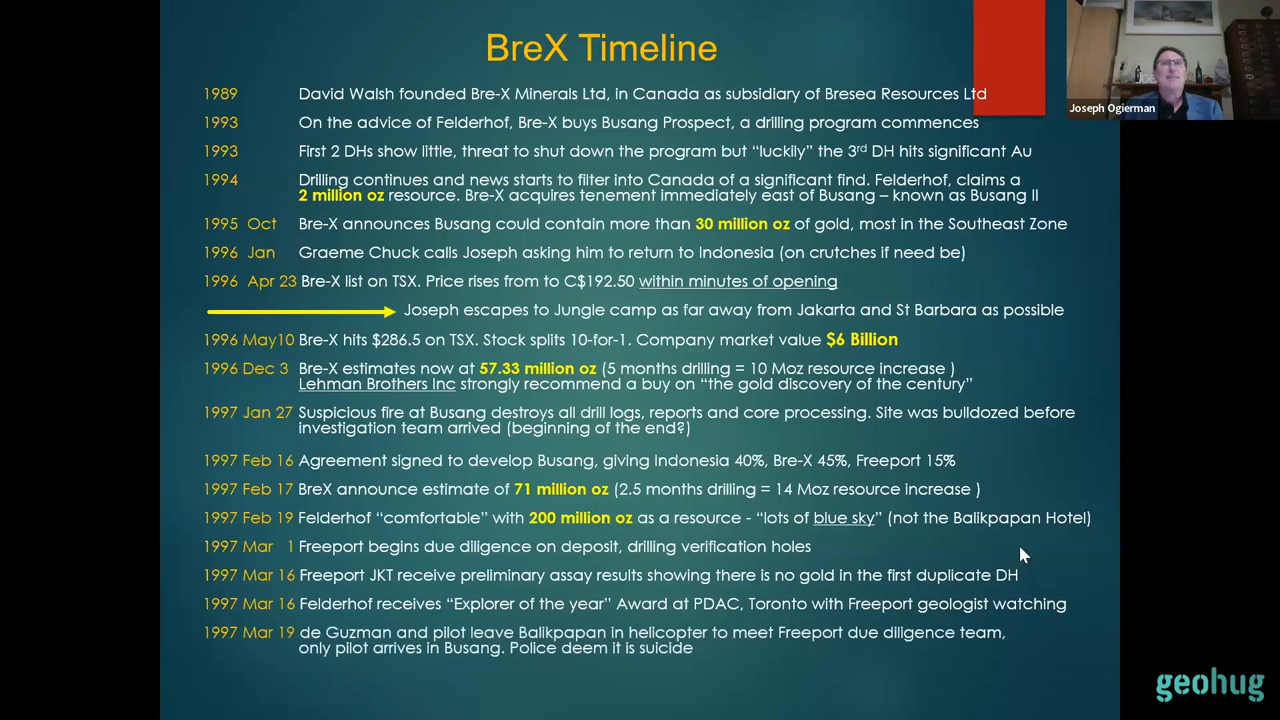 BreX Timeline
Joseph Ogierman
1989 David Walsh founded Bre-X Minerals Ltd, in Canada as subsidiary of Bresea Resources Ltd
1993 On the advice of Felderhof, Bre-X buys Busang Prospect, a drilling program commences
1993 First 2 DHs show little, threat to shut down the program but “luckily” the 3rd DH hits significant Au
1994 Drilling continues and news starts to filter into Canada of a significant find. Felderhof, claims a
2 million oz resource. Bre-X acquires tenement immediately east of Busang – known as Busang II
1995 Oct Bre-X announces Busang could contain more than 30 million oz of gold, most in the Southeast Zone
1996 Jan Graeme Chuck calls Joseph asking him to return to Indonesia (on crutches if need be)
1996 Apr 23 Bre-X list on TSX. Price rises from to C$192.50 within minutes of opening
Joseph escapes to Jungle camp as far away from Jakarta and St Barbara as possible
1996 May10 Bre-X hits $286.5 on TSX. Stock splits 10-for-1. Company market value $6 Billion
1996 Dec 3 Bre-X estimates now at 57.33 million oz (5 months drilling = 10 Moz resource increase )
Lehman Brothers Inc strongly recommend a buy on “the gold discovery of the century”
1997 Jan 27 Suspicious fire at Busang destroys all drill logs, reports and core processing. Site was bulldozed before
investigation team arrived (beginning of the end?)
1997 Feb 16 Agreement signed to develop Busang, giving Indonesia 40%, Bre-X 45%, Freeport 15%
1997 Feb 17 BreX announce estimate of 71 million oz (2.5 months drilling = 14 Moz resource increase )
1997 Feb 19 Felderhof “comfortable” with 200 million oz as a resource - “lots of blue sky” (not the Balikpapan Hotel)
1997 Mar 1 Freeport begins due diligence on deposit, drilling verification holes
1997 Mar 16 Freeport JKT receive preliminary assay results showing there is no gold in the first duplicate DH
1997 Mar 16 Felderhof receives “Explorer of the year” Award at PDAC, Toronto with Freeport geologist watching
1997 Mar 19 de Guzman and pilot leave Balikpapan in helicopter to meet Freeport due diligence team,
only pilot arrives in Busang. Police deem it is suicide
geohug